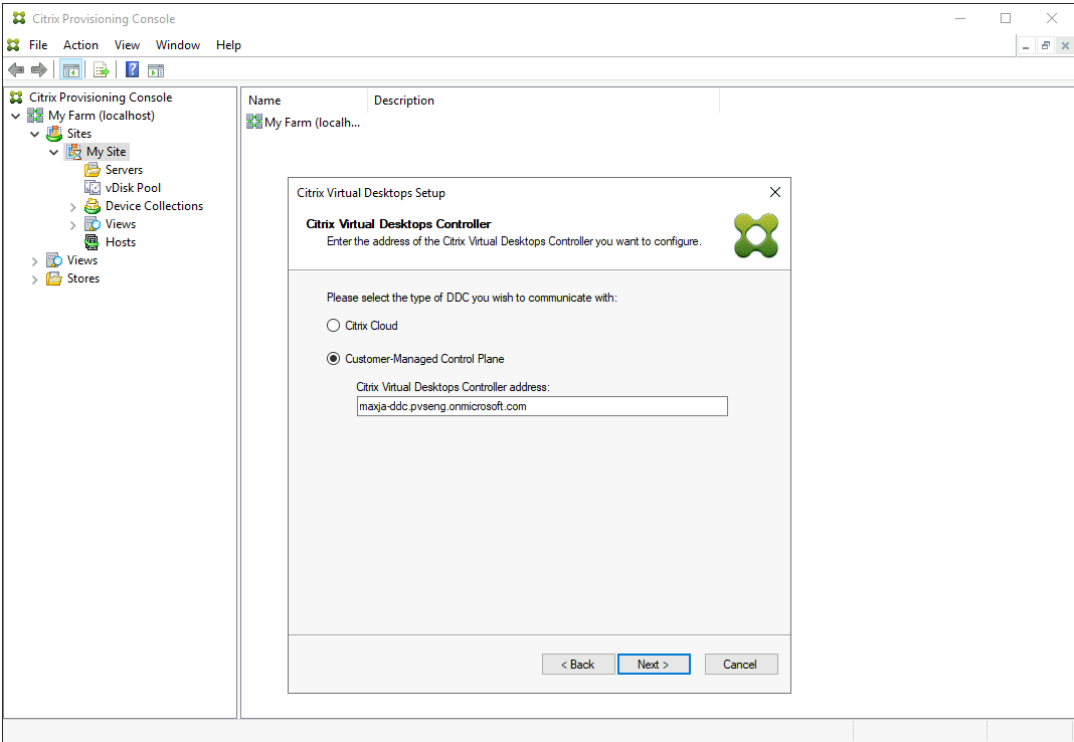 Citrix Provisioning Console
File Action View Window Help
Citrix Provisioning Console
My Farm (localhost)
Sites
My Site
Servers
vDisk Pool
Device Collections
Views
Hosts
Views
Stores
Name Description
My Farm (localh...
Citrix Virtual Desktops Setup
Citrix Virtual Desktops Controller
Enter the address of the Citrix Virtual Desktops Controller you want to configure.
Please select the type of DDC you wish to communicate with:
Citrix Cloud
Customer-Managed Control Plane
Citrix Virtual Desktops Controller address:
maxja-ddc.pvseng.onmicrosoft.com
< Back Next > Cancel